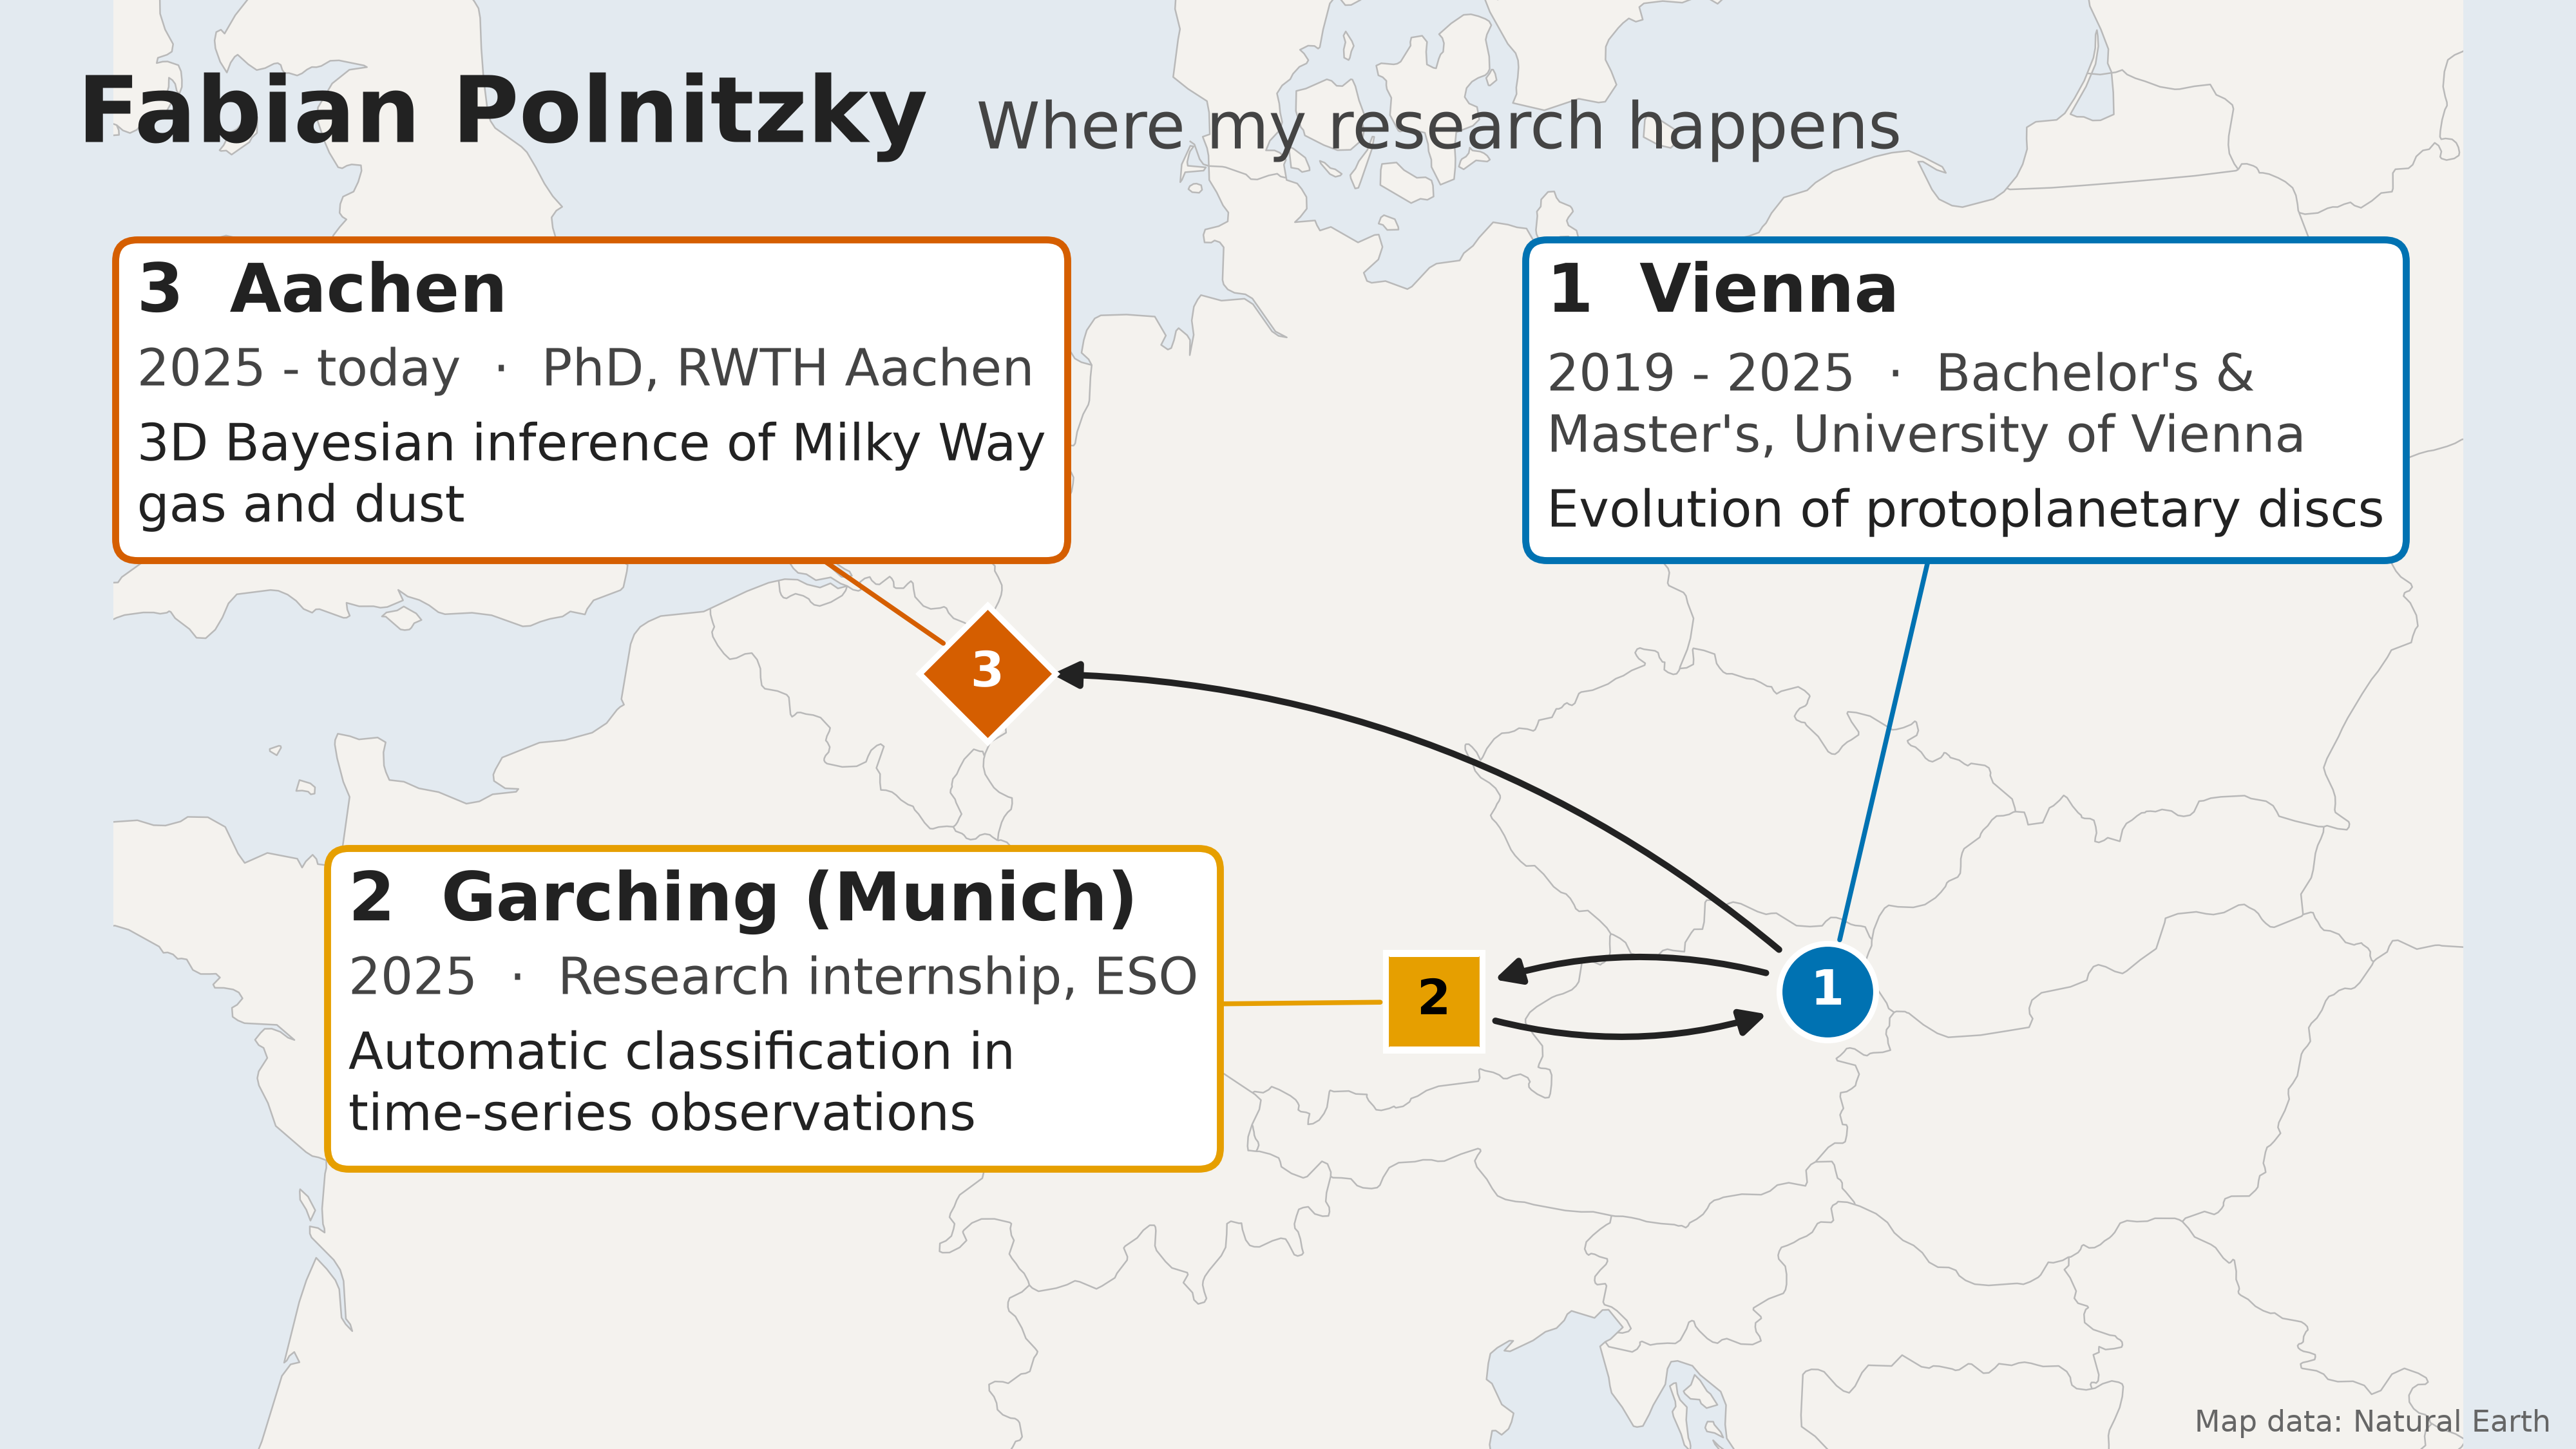 Fabian Polnitzky Where my research happens
3 Aachen
2025 - today · PhD, RWTH Aachen
3D Bayesian inference of Milky Way
gas and dust
1 Vienna
2019 - 2025 · Bachelor's &
Master's, University of Vienna
Evolution of protoplanetary discs
3
2 Garching (Munich)
2025 · Research internship, ESO
Automatic classification in
time-series observations
2
1
Map data: Natural Earth